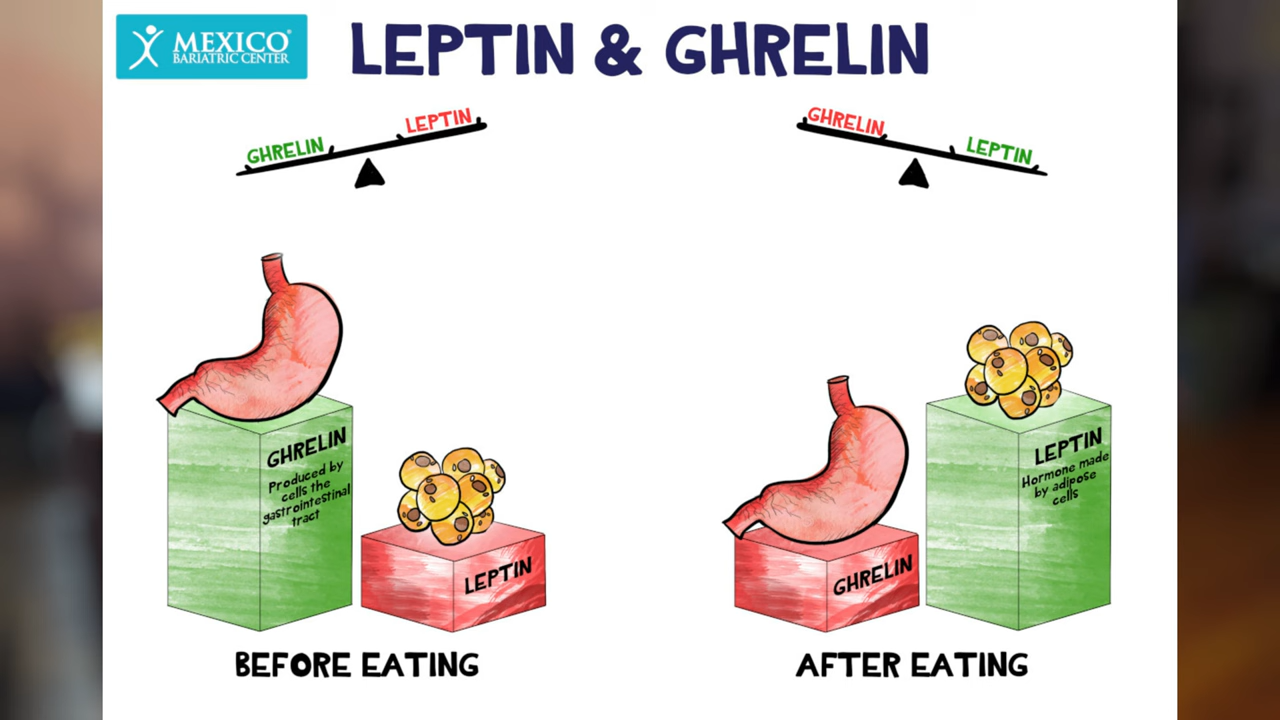 MEXICO®
BARIATRIC CENTER
LEPTIN & GHRELIN
GHRELIN
LEPTIN
GHRELIN
LEPTIN
GHRELIN
Produced by
cells the
gastrointestinal
tract
LEPTIN
BEFORE EATING
GHRELIN
LEPTIN
Hormone made
by adipose
cells
AFTER EATING